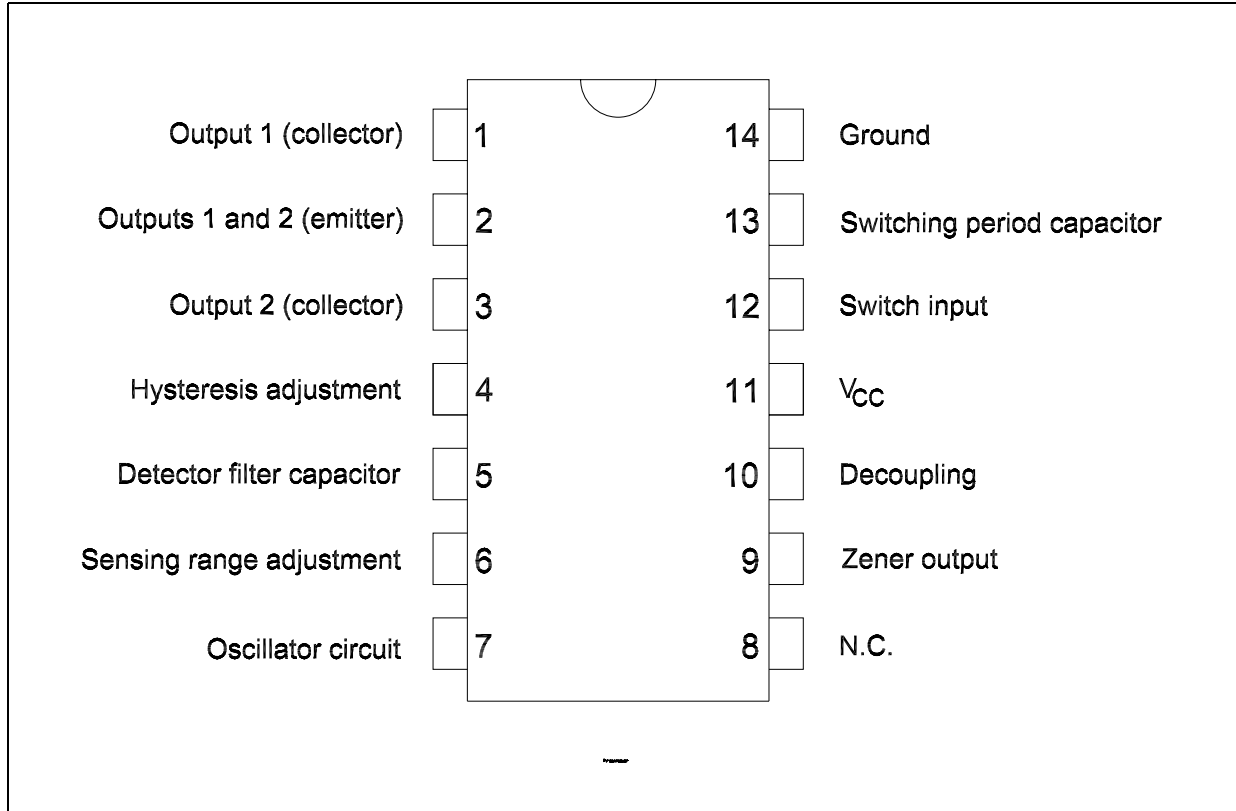 Output 1 (collector) 1 14 Ground
Outputs 1 and 2 (emitter) 2 13 Switching period capacitor
Output 2 (collector) 3 12 Switch input
Hysteresis adjustment 4 11 VCC
Detector filter capacitor 5 10 Decoupling
Sensing range adjustment 6 9 Zener output
Oscillator circuit 7 8 N.C.